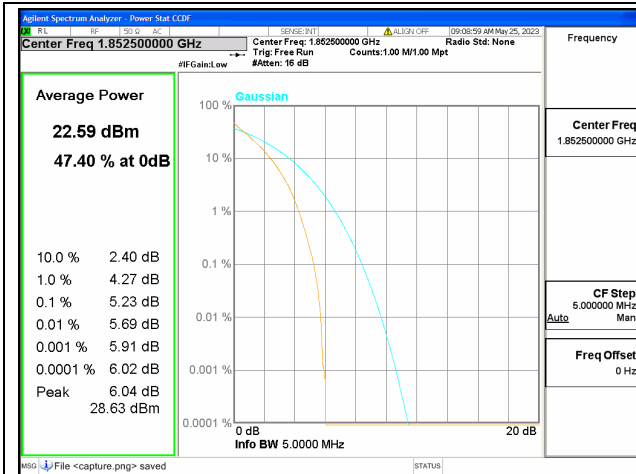 Agilent Spectrum Analyzer - Power Stat CCDF
RL RF 50 Ω AC SENSE:INT ALIGN OFF 09:08:59 AM May 25, 2023
Center Freq 1.852500000 GHz
Center Freq: 1.852500000 GHz Radio Std: None
Trig: Free Run Counts:1.00 M/1.00 Mpt
#IFGain:Low #Atten: 16 dB
Frequency
Average Power
22.59 dBm
47.40 % at 0dB
10.0 % 2.40 dB
1.0 % 4.27 dB
0.1 % 5.23 dB
0.01 % 5.69 dB
0.001 % 5.91 dB
0.0001 % 6.02 dB
Peak 6.04 dB
28.63 dBm
Gaussian
100 %
10 %
1 %
0.1 %
0.01 %
0.001 %
0.0001 %
0 dB 20 dB
Info BW 5.0000 MHz
Center Freq
1.852500000 GHz
CF Step
5.000000 MHz
Auto Man
Freq Offset
0 Hz
MSG File <capture.png> saved STATUS